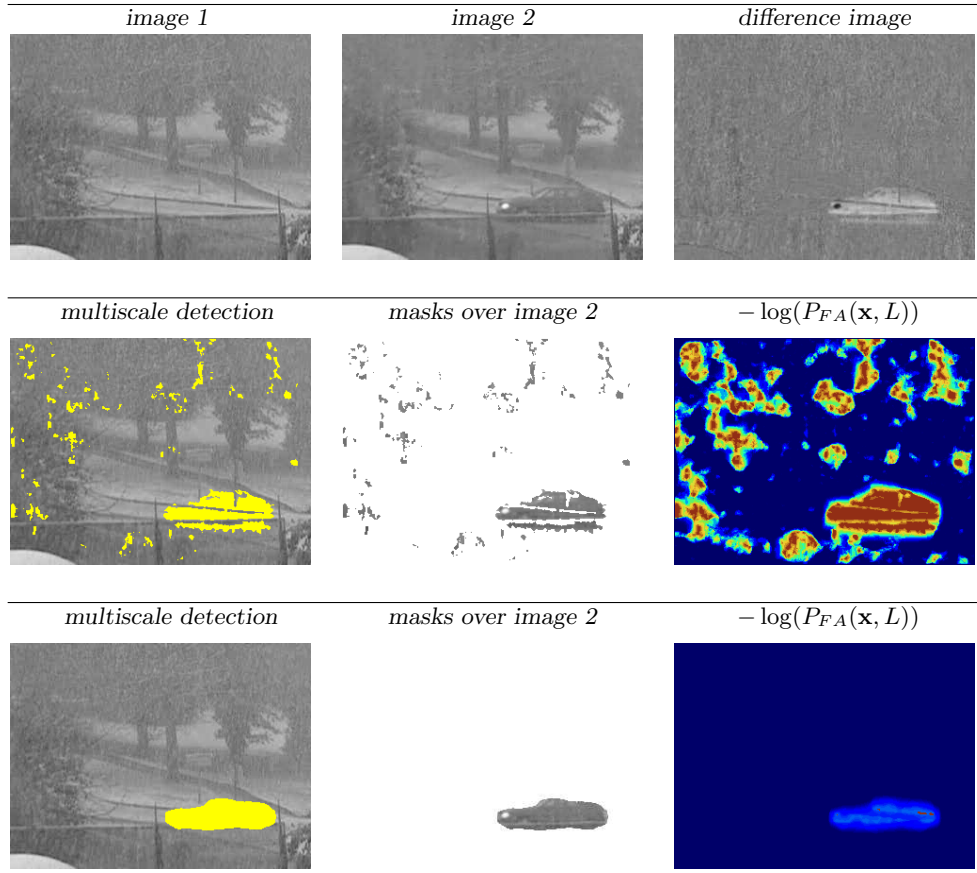 image 1 image 2 difference image
multiscale detection masks over image 2 − log(P_{FA}(x, L))
multiscale detection masks over image 2 − log(P_{FA}(x, L))